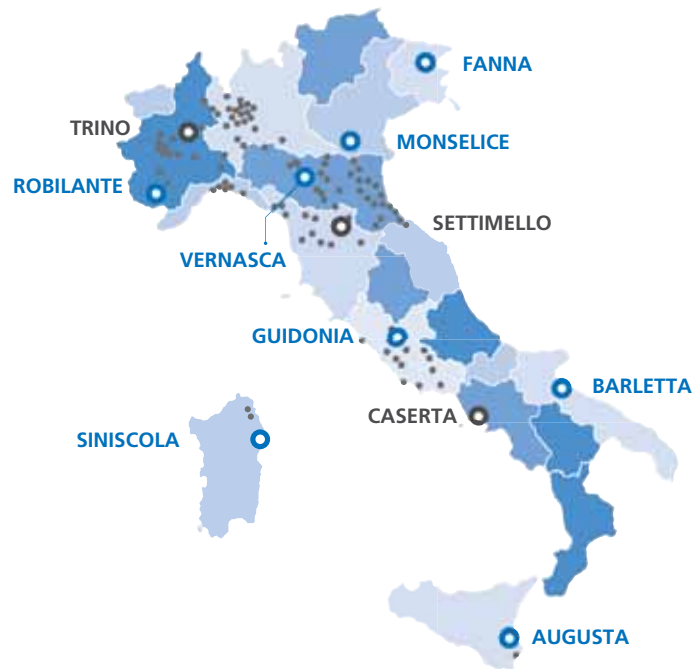 FANNA
TRINO
MONSELICE
ROBILANTE
SETTIMELLO
VERNASCA
GUIDONIA
BARLETTA
CASERTA
SINISCOLA
AUGUSTA